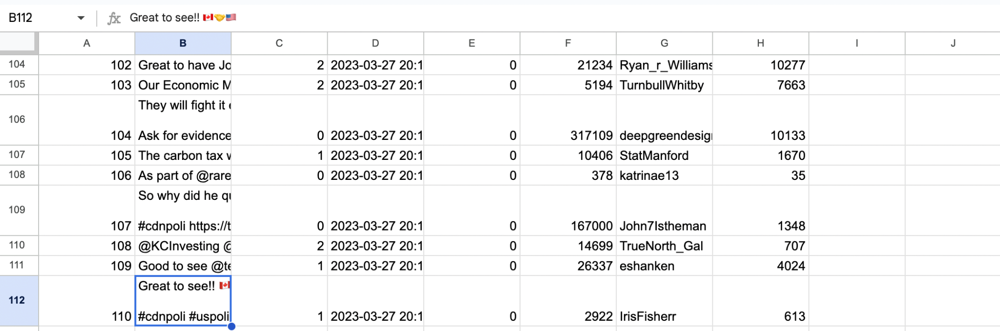 B112 fx Great to see!! 🇨🇦🤝🇺🇸
A B C D E F G H I J
104 102 Great to have Jo 2 2023-03-27 20:1 0 21234 Ryan_r_Williams 10277
105 103 Our Economic M 2 2023-03-27 20:1 0 5194 TurnbullWhitby 7663
They will fight it
106
104 Ask for evidence 0 2023-03-27 20:1 0 317109 deepgreendesig 10133
107 105 The carbon tax 1 2023-03-27 20:1 0 10406 StatManford 1670
108 106 As part of @rare 0 2023-03-27 20:1 0 378 katrinae13 35
So why did he qu
109
107 #cdnpoli https://t 0 2023-03-27 20:1 0 167000 John7Istheman 1348
110 108 @KCInvesting @ 2 2023-03-27 20:1 0 14699 TrueNorth_Gal 707
111 109 Good to see @te 1 2023-03-27 20:1 0 26337 eshanken 4024
Great to see!! 🇨🇦
112
110 #cdnpoli #uspoli 1 2023-03-27 20:1 0 2922 IrisFisherr 613